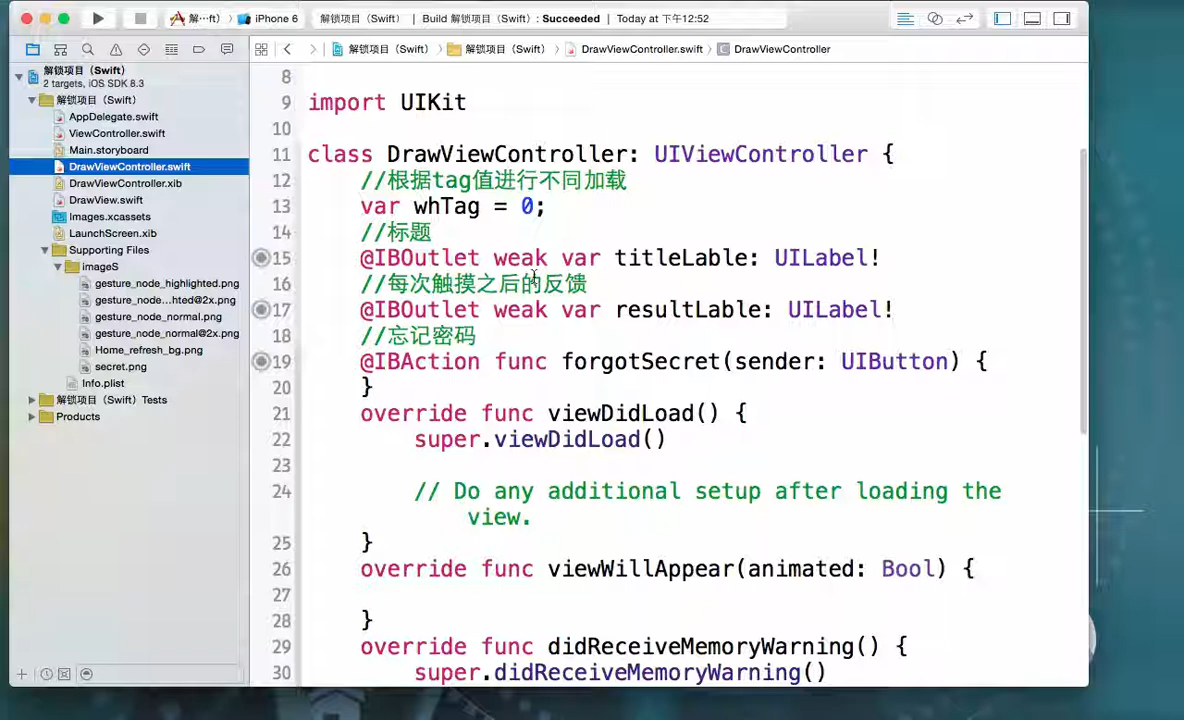 解…ft) iPhone 6 解锁项目 (Swift) Build 解锁项目 (Swift) : Succeeded Today at 下午12:52
解锁项目 (Swift) 解锁项目 (Swift) DrawViewController.swift C DrawViewController
解锁项目 (Swift)
2 targets, iOS SDK 8.3
解锁项目 (Swift)
AppDelegate.swift
ViewController.swift
Main.storyboard
DrawViewController.swift
DrawViewController.xib
DrawView.swift
Images.xcassets
LaunchScreen.xib
Supporting Files
imageS
gesture_node_highlighted.png
gesture_node...hted@2x.png
gesture_node_normal.png
gesture_node_normal@2x.png
Home_refresh_bg.png
secret.png
Info.plist
解锁项目 (Swift) Tests
Products
8
9 import UIKit
10
11 class DrawViewController: UIViewController {
12 //根据tag值进行不同加载
13 var whTag = 0;
14 //标题
15 @IBOutlet weak var titleLable: UILabel!
16 //每次触摸之后的反馈
17 @IBOutlet weak var resultLable: UILabel!
18 //忘记密码
19 @IBAction func forgotSecret(sender: UIButton) {
20 }
21 override func viewDidLoad() {
22 super.viewDidLoad()
23
24 // Do any additional setup after loading the
view.
25 }
26 override func viewWillAppear(animated: Bool) {
27
28 }
29 override func didReceiveMemoryWarning() {
30 super.didReceiveMemoryWarning()